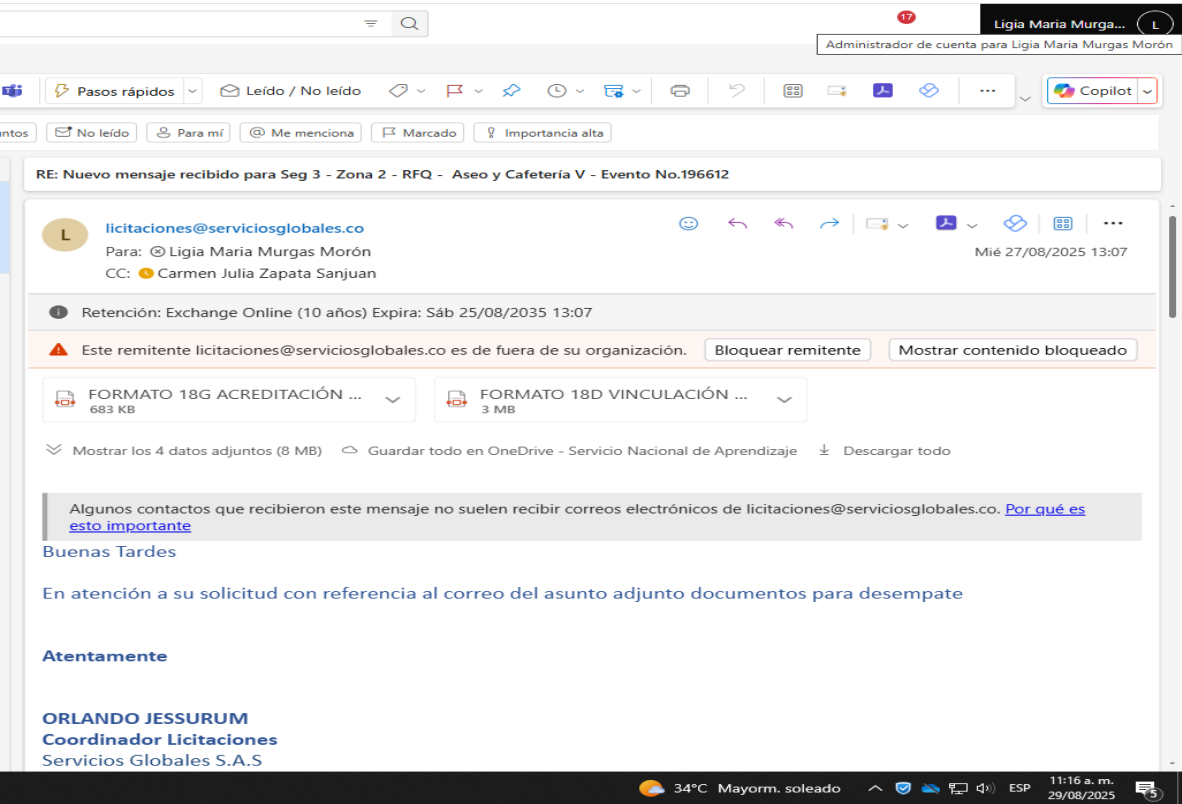 17
Ligia Maria Murga... L
Administrador de cuenta para Ligia Maria Murgas Morón
Pasos rápidos Leído / No leído ... Copilot
ntos No leído Para mí @ Me menciona Marcado Importancia alta
RE: Nuevo mensaje recibido para Seg 3 - Zona 2 - RFQ - Aseo y Cafetería V - Evento No.196612
L licitaciones@serviciosglobales.co
Para: Ligia Maria Murgas Morón
Mié 27/08/2025 13:07
CC: Carmen Julia Zapata Sanjuan
Retención: Exchange Online (10 años) Expira: Sáb 25/08/2035 13:07
Este remitente licitaciones@serviciosglobales.co es de fuera de su organización. Bloquear remitente Mostrar contenido bloqueado
FORMATO 18G ACREDITACIÓN ...
683 KB
FORMATO 18D VINCULACIÓN ...
3 MB
Mostrar los 4 datos adjuntos (8 MB) Guardar todo en OneDrive - Servicio Nacional de Aprendizaje Descargar todo
Algunos contactos que recibieron este mensaje no suelen recibir correos electrónicos de licitaciones@serviciosglobales.co. Por qué es
esto importante
Buenas Tardes
En atención a su solicitud con referencia al correo del asunto adjunto documentos para desempate
Atentamente
ORLANDO JESSURUM
Coordinador Licitaciones
Servicios Globales S.A.S
34°C Mayorm. soleado ESP
11:16 a. m.
29/08/2025
5